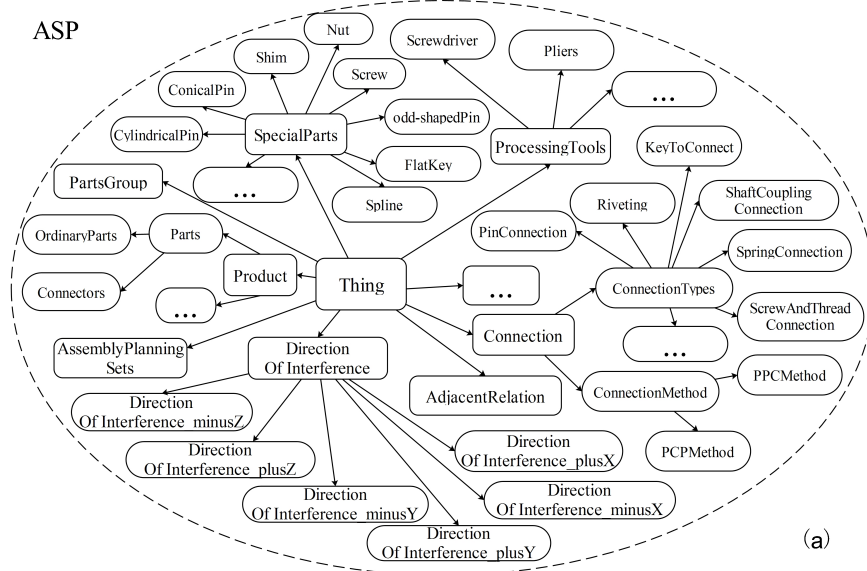 ASP
Nut
Screwdriver
Pliers
Shim
Screw
...
ConicalPin
odd-shapedPin
CylindricalPin
SpecialParts
ProcessingTools
KeyToConnect
FlatKey
PartsGroup
...
Spline
Riveting
ShaftCoupling
Connection
OrdinaryParts
Parts
PinConnection
SpringConnection
Product
Thing
...
ConnectionTypes
Connectors
...
ScrewAndThread
Connection
Connection
...
AssemblyPlanning
Sets
Direction
Of Interference
AdjacentRelation
ConnectionMethod
PPCMethod
Direction
Of Interference_minusZ
Direction
Of Interference_plusX
PCPMethod
Direction
Of Interference_plusZ
Direction
Of Interference_minusY
Direction
Of Interference_minusX
Direction
Of Interference_plusY
(a)